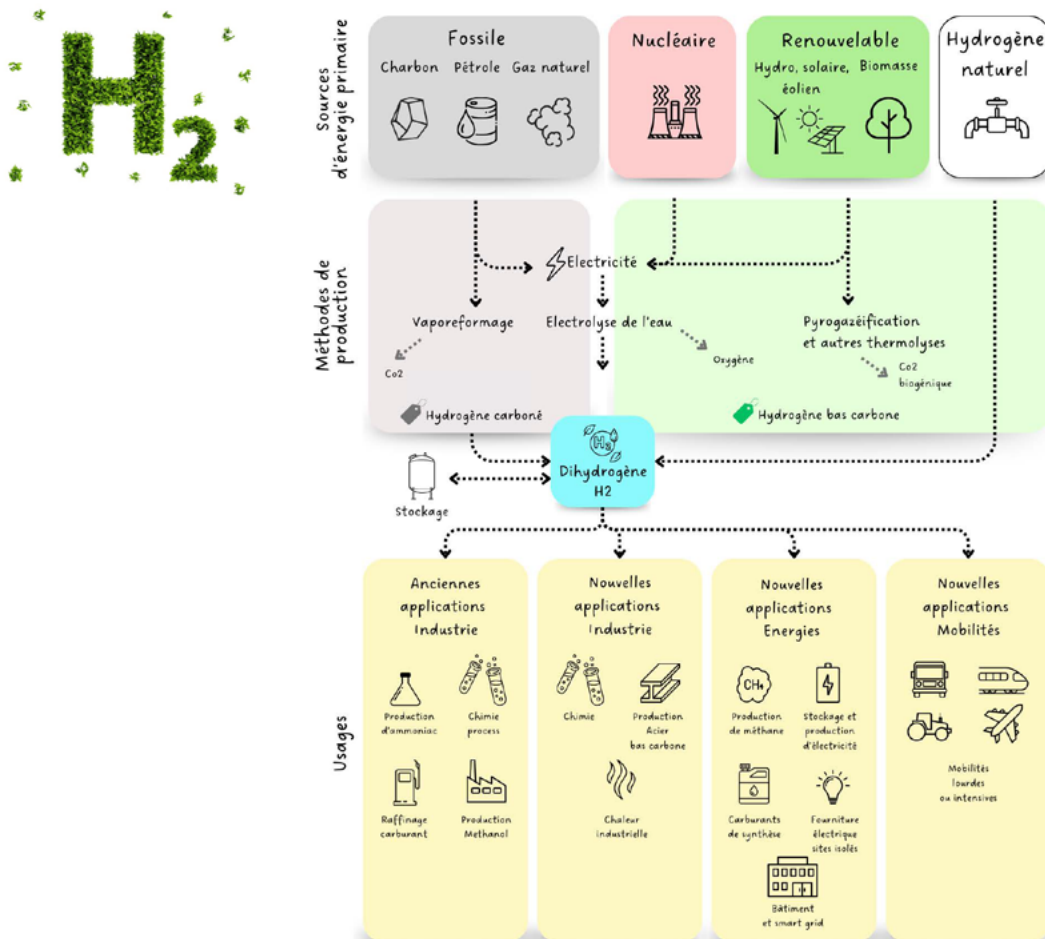 H2
Sources
d'énergie primaire
Fossile
Charbon
Pétrole
Gaz naturel
Nucléaire
Renouvelable
Hydro, solaire,
éolien
Biomasse
Hydrogène
naturel
Méthodes de
production
Electricité
Vaporeformage
Electrolyse de l'eau
Pyrogazéification
et autres thermolyses
Co2
Oxygène
Co2
biogénique
Hydrogène carboné
Hydrogène bas carbone
H2
Dihydrogène
H2
Stockage
Usages
Anciennes
applications
Industrie
Production
d'ammoniac
Chimie
process
Raffinage
carburant
Production
Methanol
Nouvelles
applications
Industrie
Chimie
Production
Acier
bas carbone
Chaleur
industrielle
Nouvelles
applications
Energies
CH4
Production
de méthane
Stockage et
production
d'électricité
Carburants
de synthèse
Fourniture
électrique
sites isolés
Bâtiment
et smart grid
Nouvelles
applications
Mobilités
Mobilités
lourdes
ou intensives